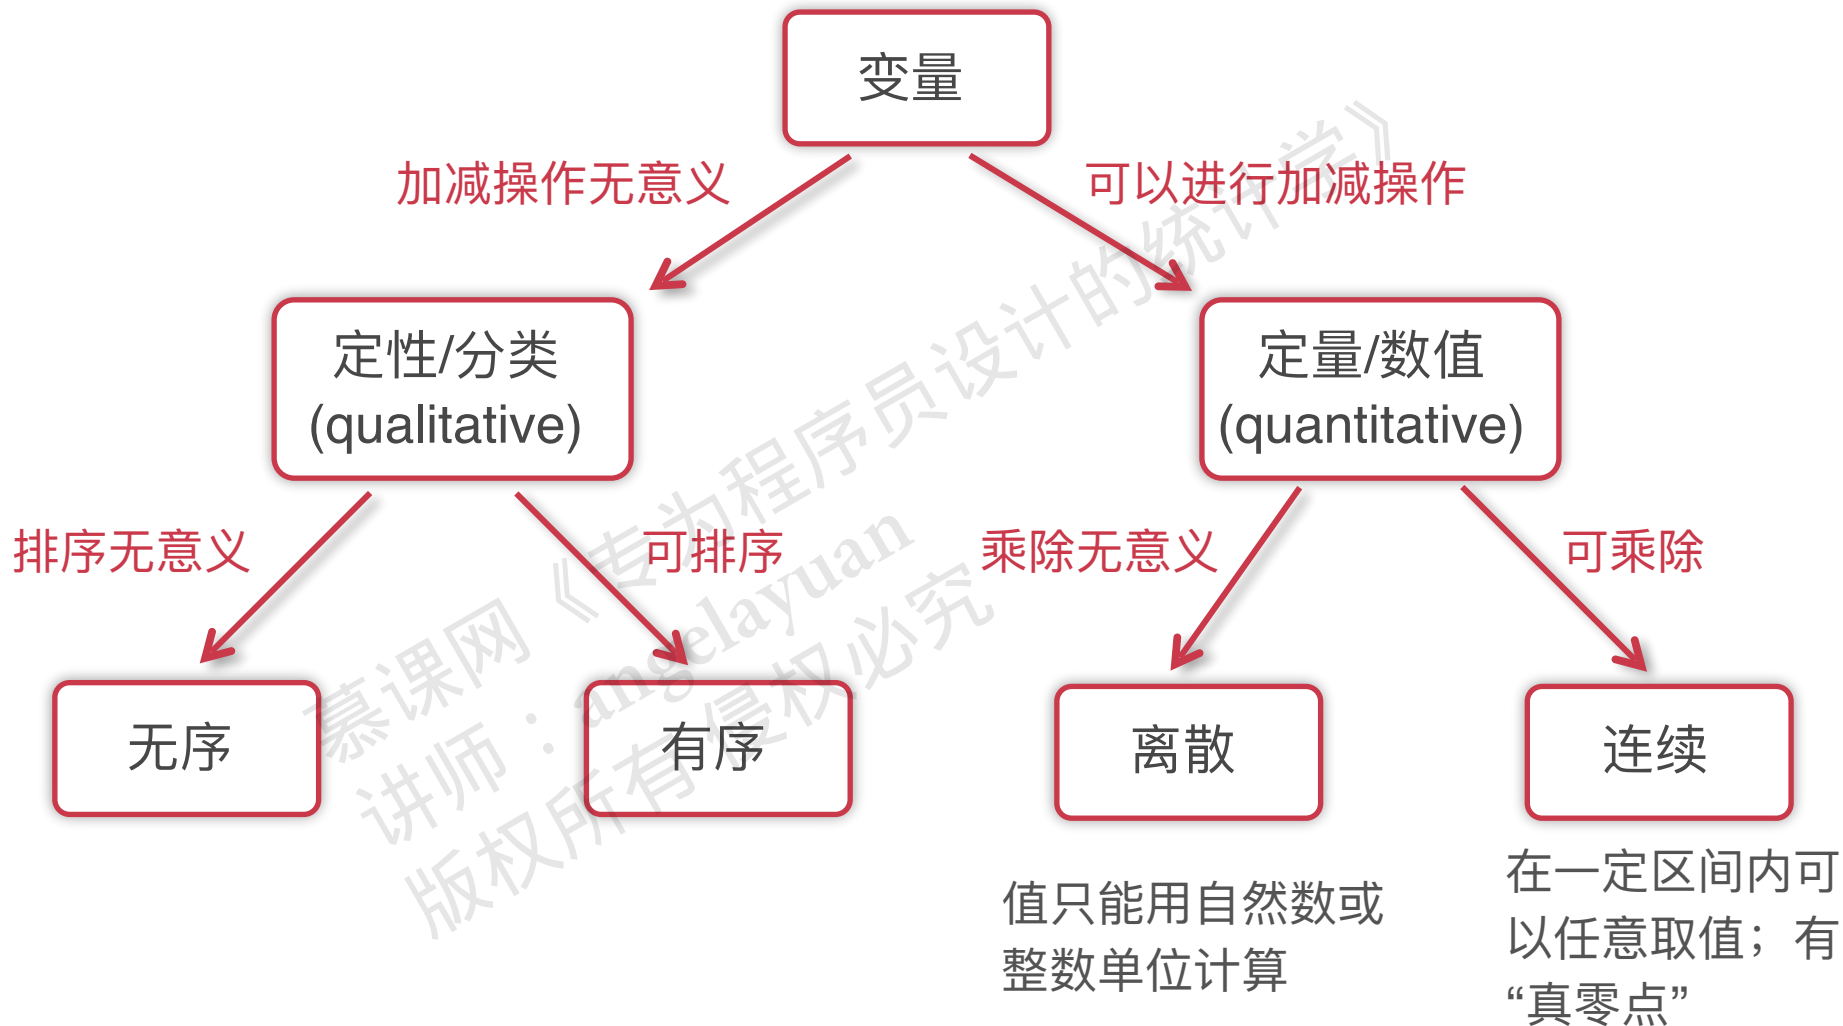 变量
加减操作无意义
可以进行加减操作
定性/分类
(qualitative)
定量/数值
(quantitative)
排序无意义
可排序
乘除无意义
可乘除
无序
有序
离散
连续
值只能用自然数或
整数单位计算
在一定区间内可
以任意取值；有
“真零点”
慕课网《专为程序员设计的统计学》
讲师：angelayuan
版权所有 侵权必究